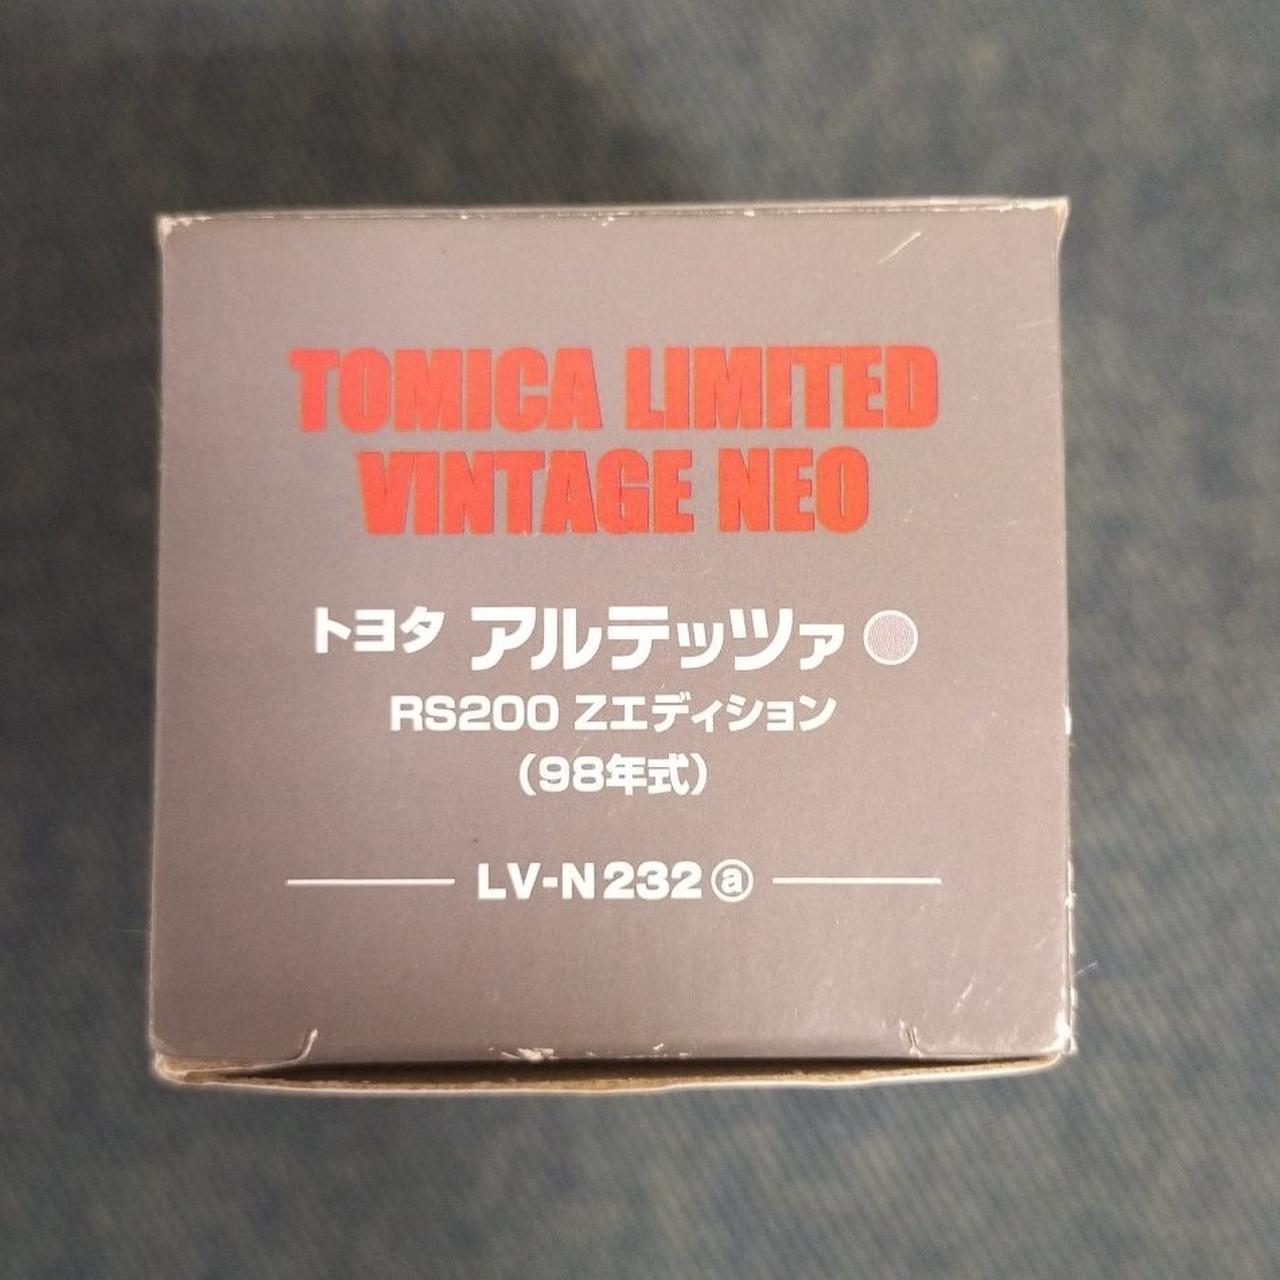 TOMICA LIMITED
VINTAGE NEO
トヨタ アルテッツァ
RS200 Zエディション
(98年式)
LV-N232ⓐ